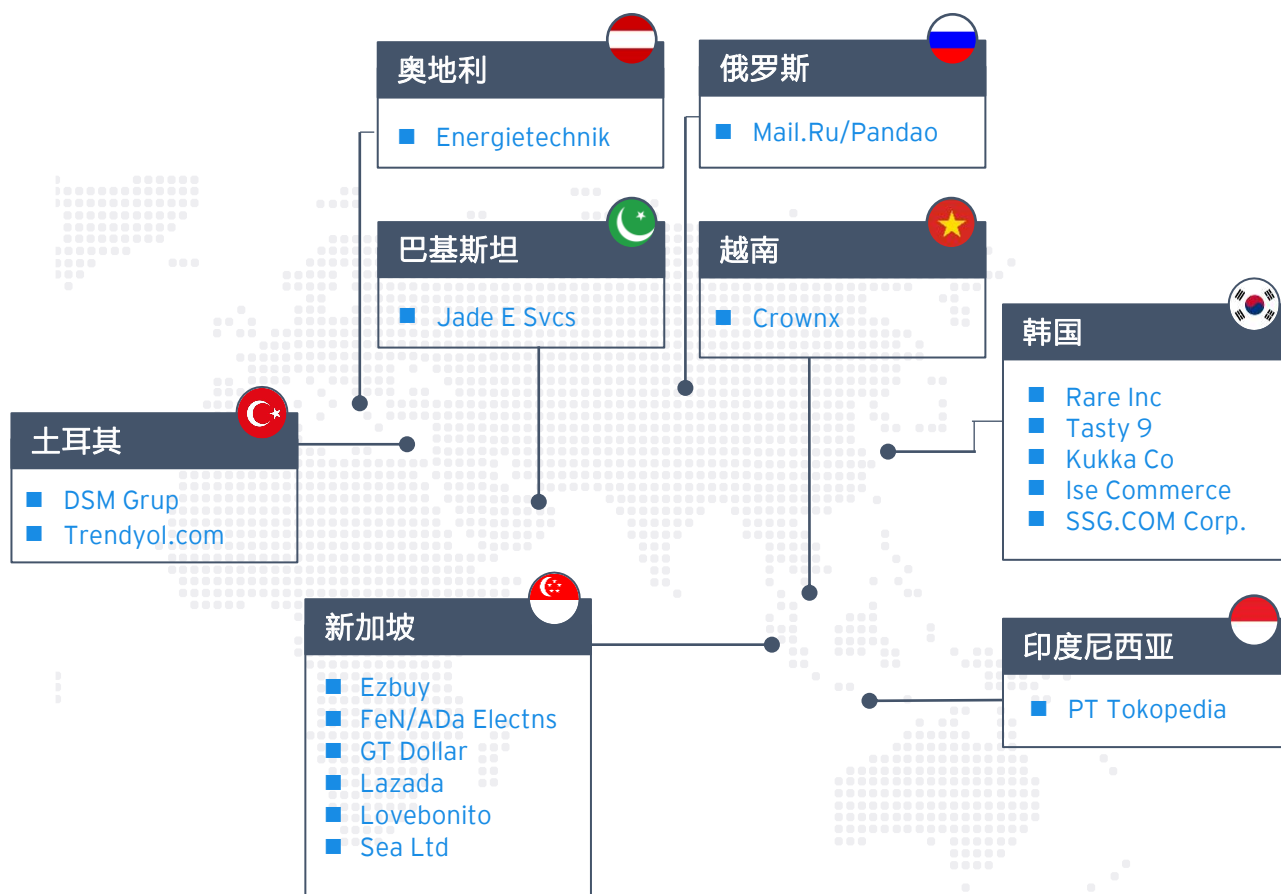 奥地利
Energietechnik
俄罗斯
Mail.Ru/Pandao
巴基斯坦
Jade E Svcs
越南
Crownx
韩国
Rare Inc
Tasty 9
Kukka Co
Ise Commerce
SSG.COM Corp.
土耳其
DSM Grup
Trendyol.com
新加坡
Ezbuy
FeN/ADa Electns
GT Dollar
Lazada
Lovebonito
Sea Ltd
印度尼西亚
PT Tokopedia